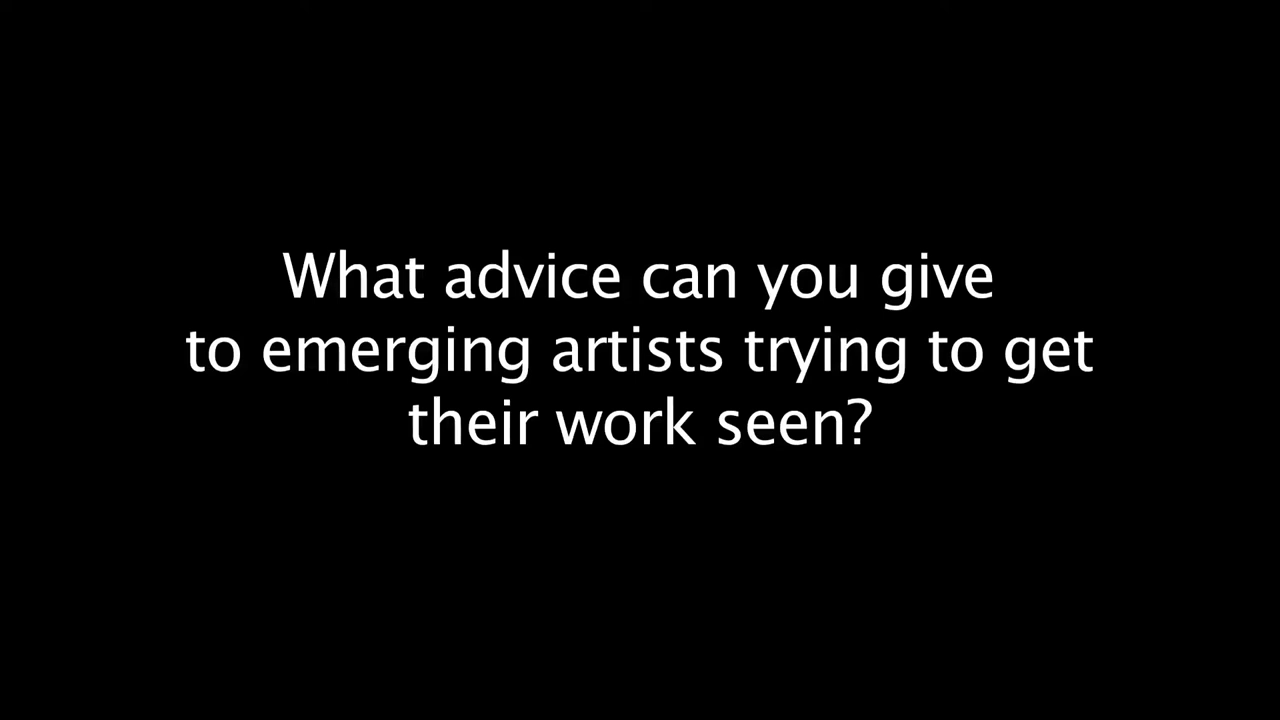 What advice can you give
to emerging artists trying to get
their work seen?